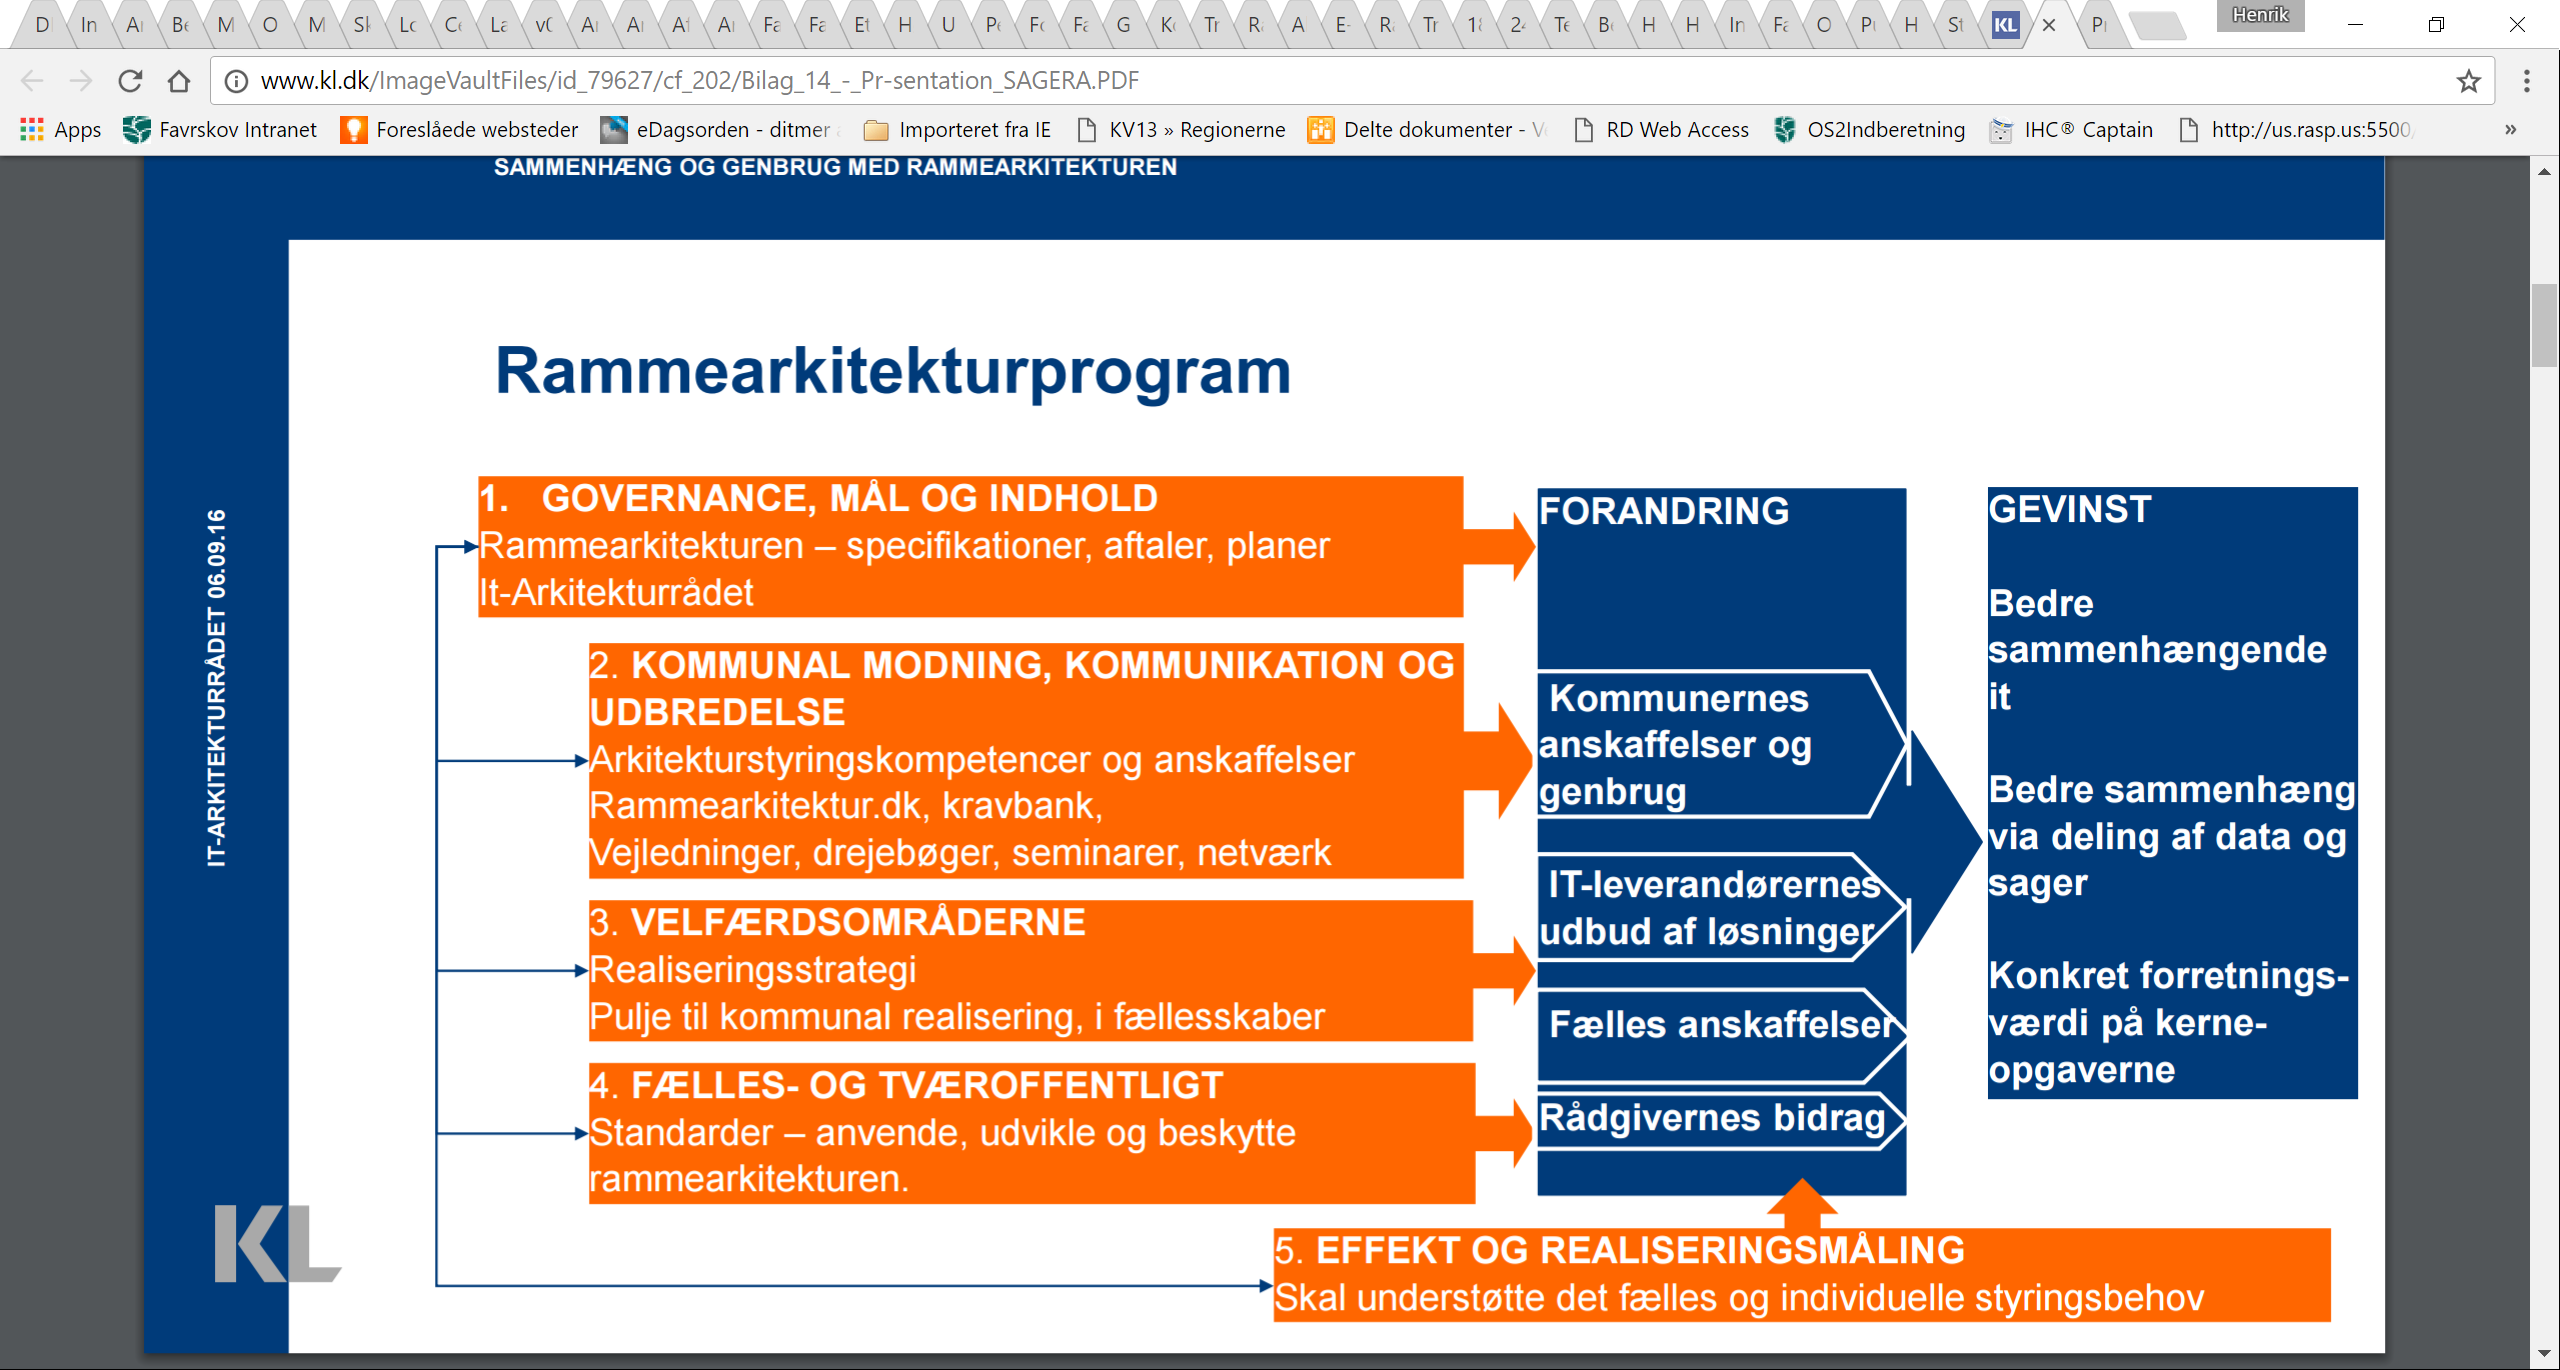 Henrik
www.kl.dk/ImageVaultFiles/id_79627/cf_202/Bilag_14_-_Pr-sentation_SAGERA.PDF
Apps
Favrskov Intranet
Foreslåede websteder
eDagsorden - ditmer
Importeret fra IE
KV13 » Regionerne
Delte dokumenter -
RD Web Access
OS2Indberetning
IHC® Captain
http://us.rasp.us:5500
»
SAMMENHÆNG OG GENBRUG MED RAMMEARKITEKTUREN
IT-ARKITEKTURRÅDET 06.09.16
Rammearkitekturprogram
1. GOVERNANCE, MÅL OG INDHOLD
Rammearkitekturen – specifikationer, aftaler, planer
It-Arkitekturrådet
2. KOMMUNAL MODNING, KOMMUNIKATION OG
UDBREDELSE
Arkitekturstyringskompetencer og anskaffelser
Rammearkitektur.dk, kravbank,
Vejledninger, drejebøger, seminarer, netværk
3. VELFÆRDSOMRÅDERNE
Realiseringsstrategi
Pulje til kommunal realisering, i fællesskaber
4. FÆLLES- OG TVÆROFFENTLIGT
Standarder – anvende, udvikle og beskytte
rammearkitekturen.
FORANDRING
Kommunernes
anskaffelser og
genbrug
IT-leverandørernes
udbud af løsninger
Fælles anskaffelser
Rådgivernes bidrag
GEVINST
Bedre
sammenhængende
it
Bedre sammenhæng
via deling af data og
sager
Konkret forretnings-
værdi på kerne-
opgaverne
5. EFFEKT OG REALISERINGSMÅLING
Skal understøtte det fælles og individuelle styringsbehov
KL